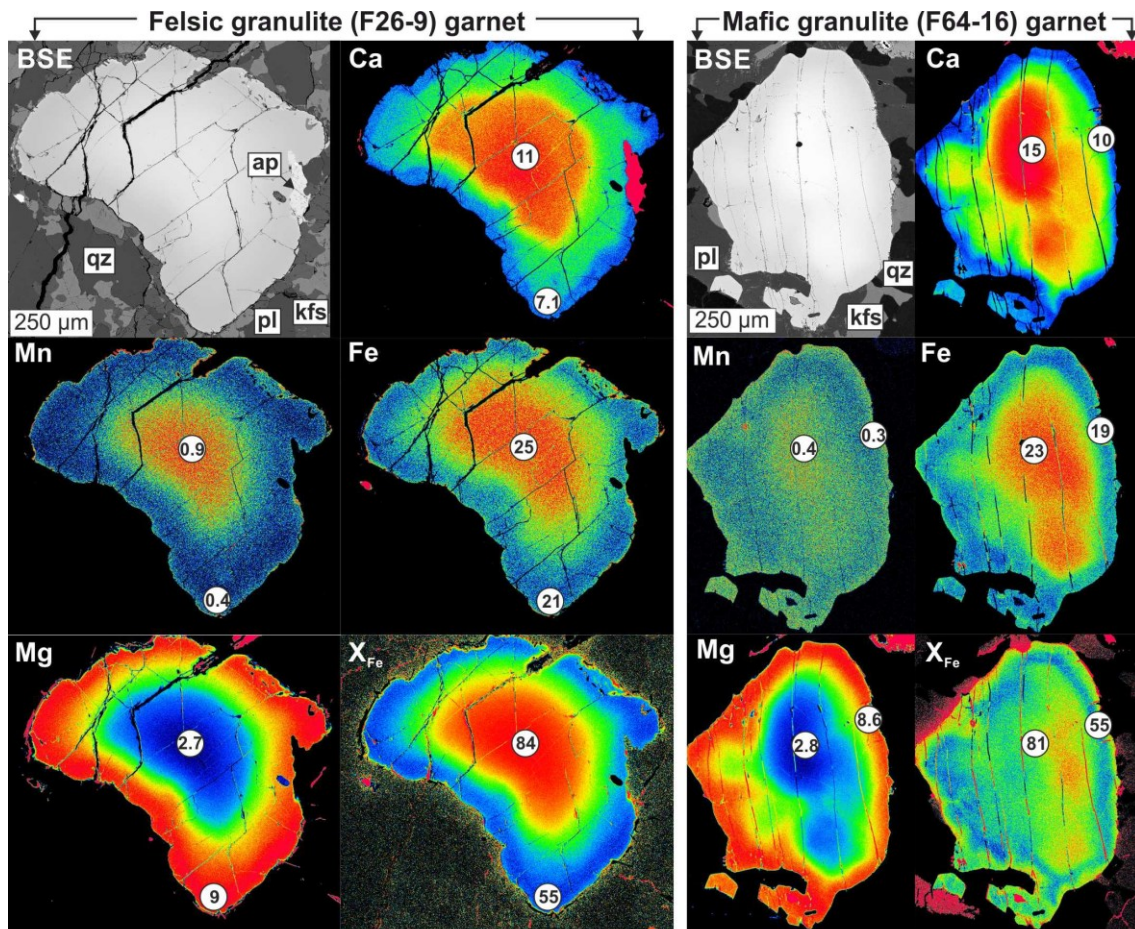 Felsic granulite (F26-9) garnet
Mafic granulite (F64-16) garnet
BSE
ap
qz
pl
kfs
250 µm
Ca
11
7.1
BSE
pl
qz
kfs
250 µm
Ca
15
10
Mn
0.9
0.4
Fe
25
21
Mn
0.4
0.3
Fe
23
19
Mg
2.7
9
XFe
84
55
Mg
2.8
8.6
XFe
81
55